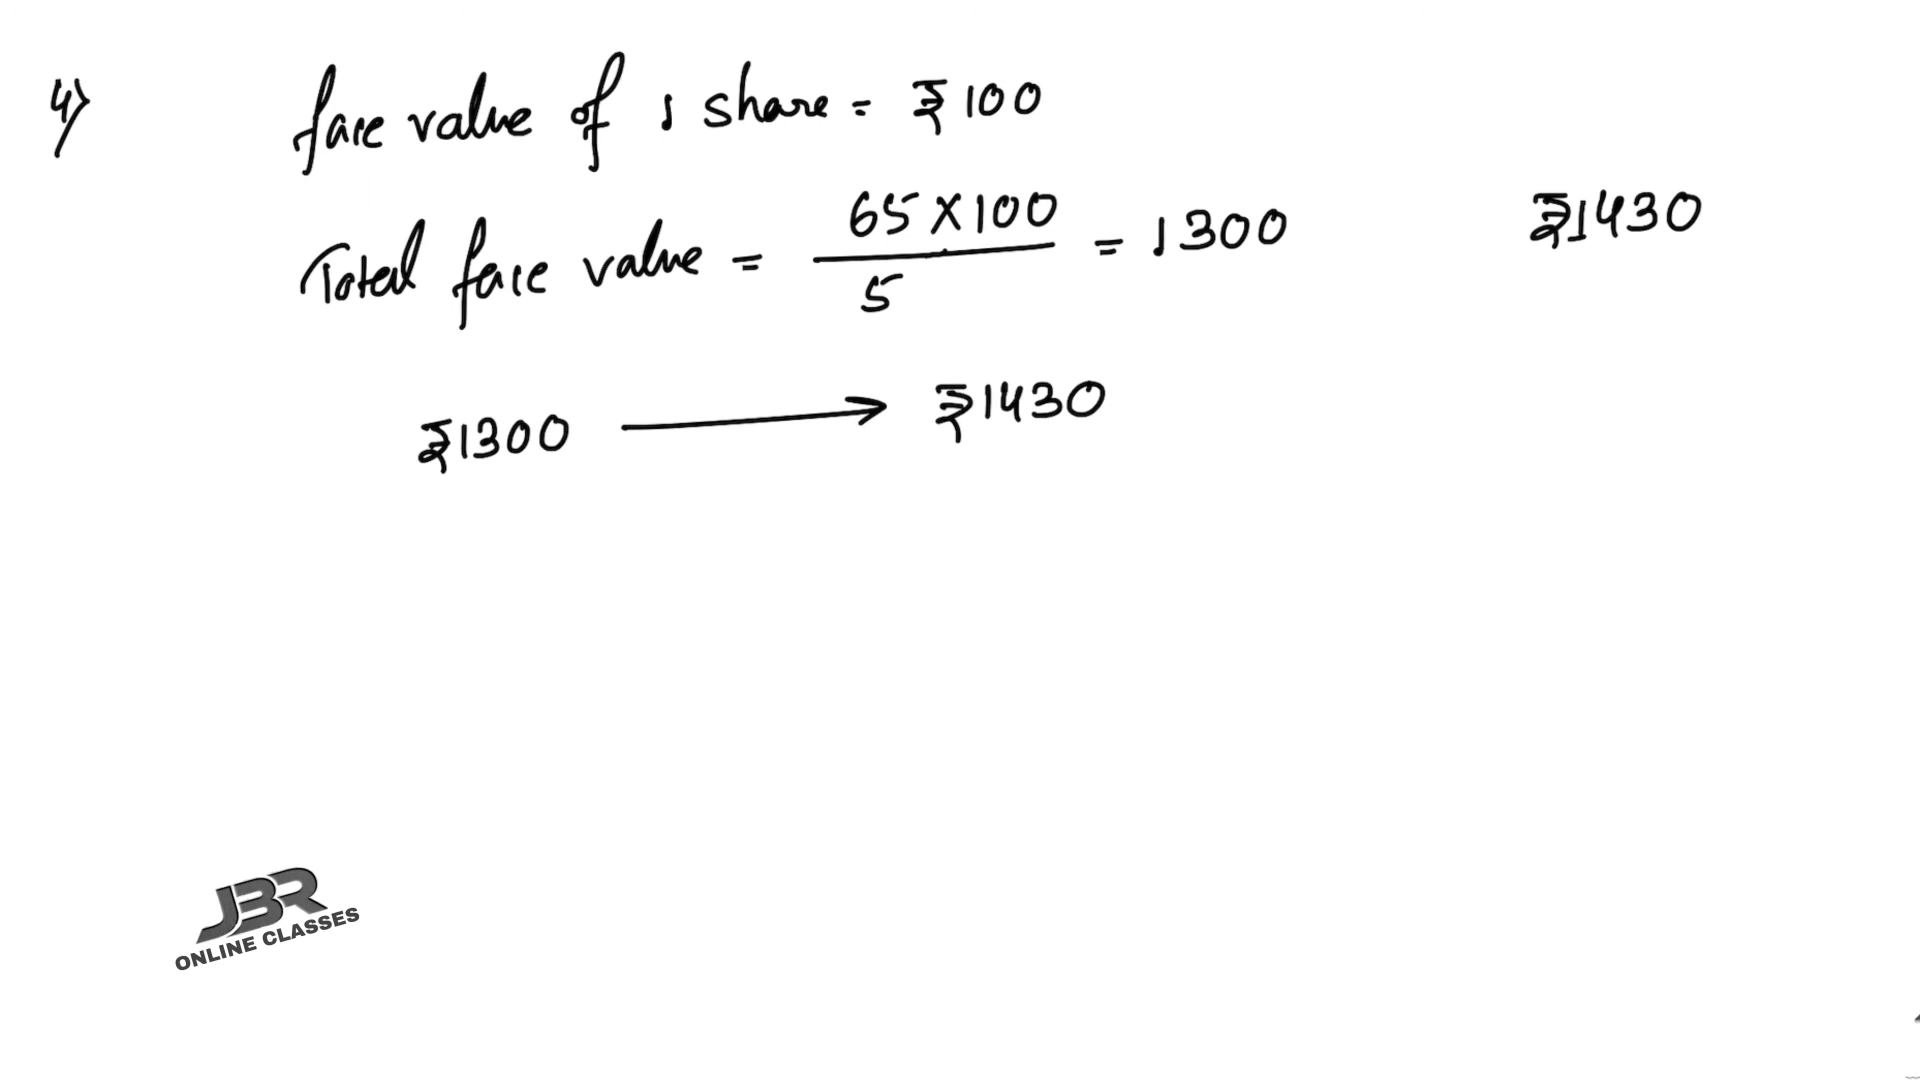 4) face value of 1 share = ₹100
Total face value = 65 X 100 / 5 = 1300 ₹1430
₹1300 ⟶ ₹1430
JBR
ONLINE CLASSES